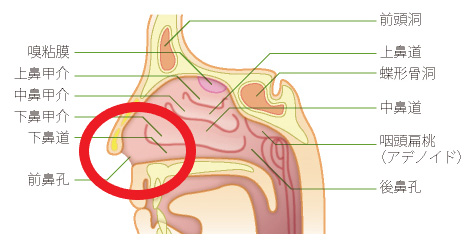 前頭洞
嗅粘膜
上鼻道
上鼻甲介
蝶形骨洞
中鼻甲介
中鼻道
下鼻甲介
下鼻道
咽頭扁桃
(アデノイド)
前鼻孔
後鼻孔